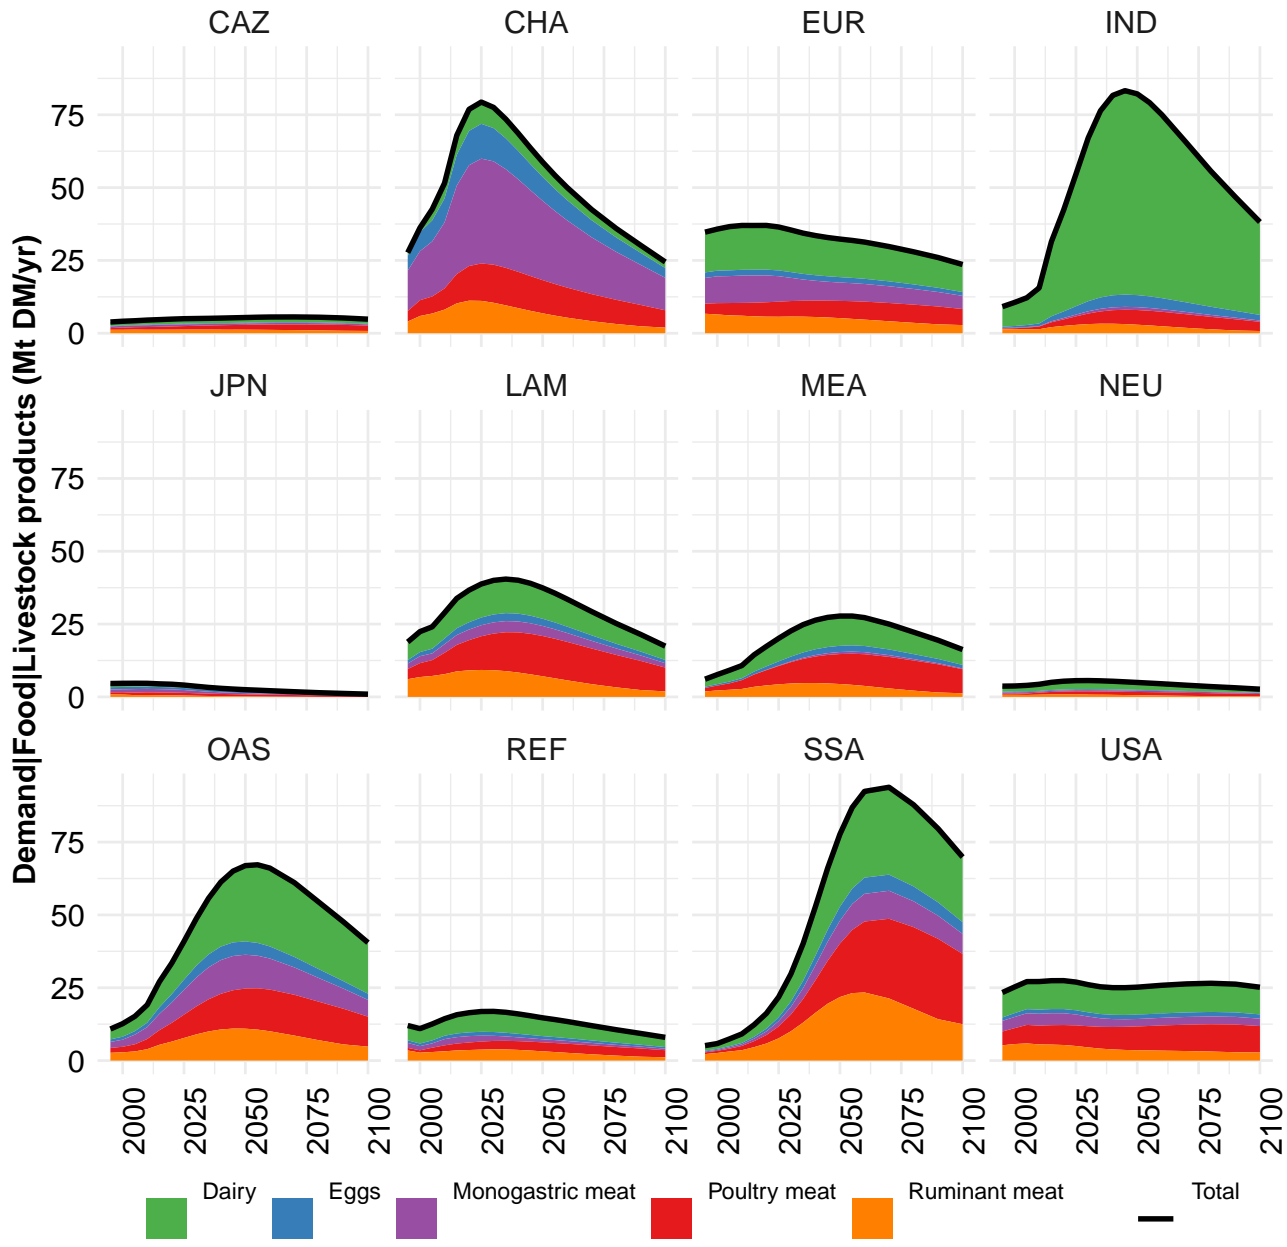 CAZ CHA EUR IND
75
50
25
0
JPN LAM MEA NEU
75
50
25
0
OAS REF SSA USA
75
50
25
0
2000 2025 2050 2075 2100 2000 2025 2050 2075 2100 2000 2025 2050 2075 2100 2000 2025 2050 2075 2100
Demand|Food|Livestock products (Mt DM/yr)
Dairy Eggs Monogastric meat Poultry meat Ruminant meat Total